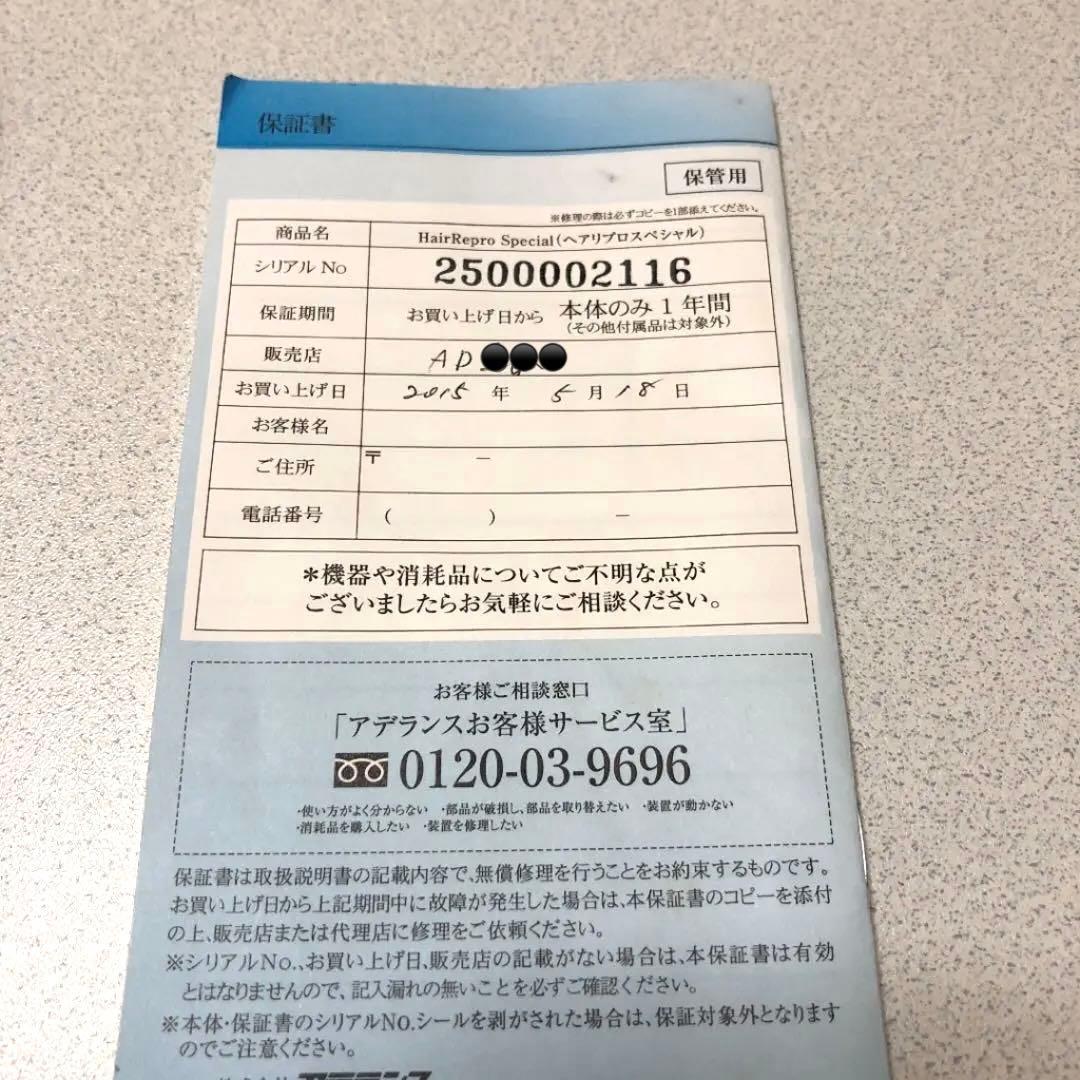 保証書
保管用
※修理の際は必ずコピーを1部添えてください。
商品名 HairRepro Special(ヘアリプロスペシャル)
シリアルNo 2500002116
保証期間 お買い上げ日から 本体のみ1年間
(その他付属品は対象外)
販売店 AD
お買い上げ日 2015 年 5 月 18 日
お客様名
ご住所 〒 －
電話番号 ( ) －
＊機器や消耗品についてご不明な点が
ございましたらお気軽にご相談ください。
お客様ご相談窓口
「アデランスお客様サービス室」
0120-03-9696
・使い方がよく分からない ・部品が破損し、部品を取り替えたい ・装置が動かない
・消耗品を購入したい ・装置を修理したい
保証書は取扱説明書の記載内容で、無償修理を行うことをお約束するものです。
お買い上げ日から上記期間中に故障が発生した場合は、本保証書のコピーを添付
の上、販売店または代理店に修理をご依頼ください。
※シリアルNo.、お買い上げ日、販売店の記載がない場合は、本保証書は有効
とはなりませんので、記入漏れの無いことを必ずご確認ください。
※本体・保証書のシリアルNo.シールを剥がされた場合は、保証対象外となります
のでご注意ください。
株式会社アデランス